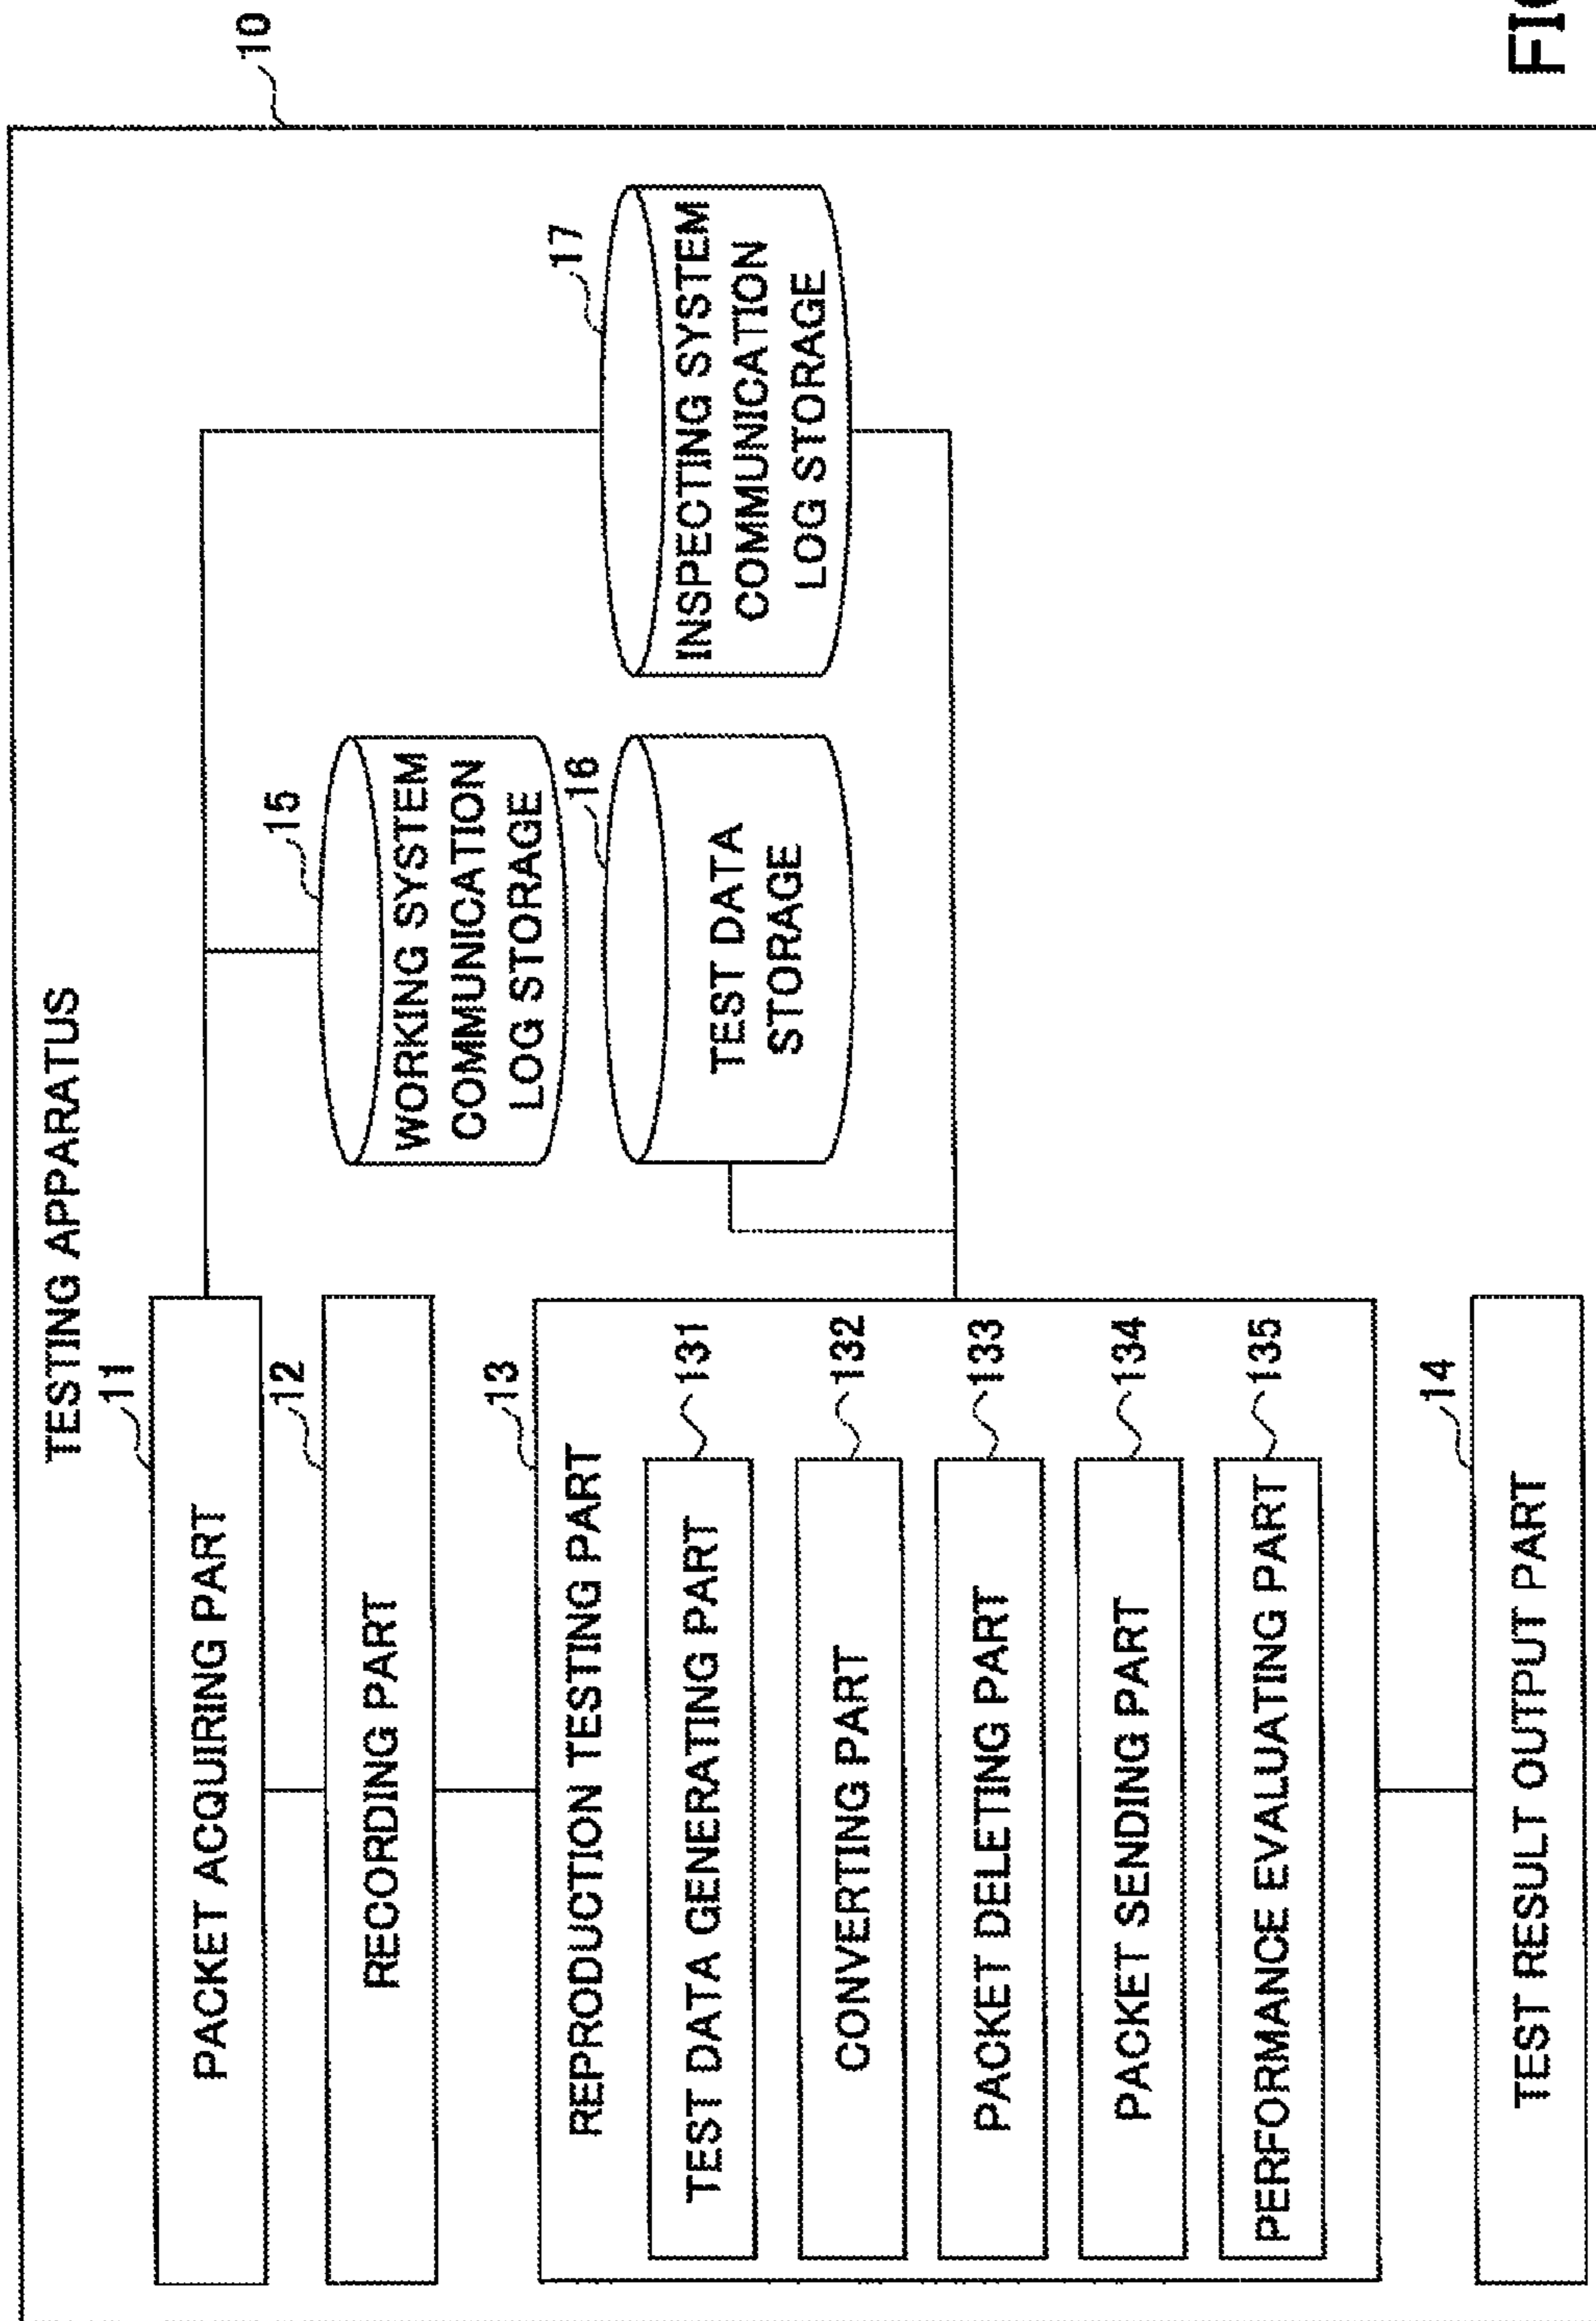 TESTING APPARATUS
10
11
PACKET ACQUIRING PART
12
RECORDING PART
13
REPRODUCTION TESTING PART
TEST DATA GENERATING PART
131
CONVERTING PART
132
PACKET DELETING PART
133
PACKET SENDING PART
134
PERFORMANCE EVALUATING PART
135
14
TEST RESULT OUTPUT PART
15
WORKING SYSTEM
COMMUNICATION
LOG STORAGE
16
TEST DATA
STORAGE
17
INSPECTING SYSTEM
COMMUNICATION
LOG STORAGE